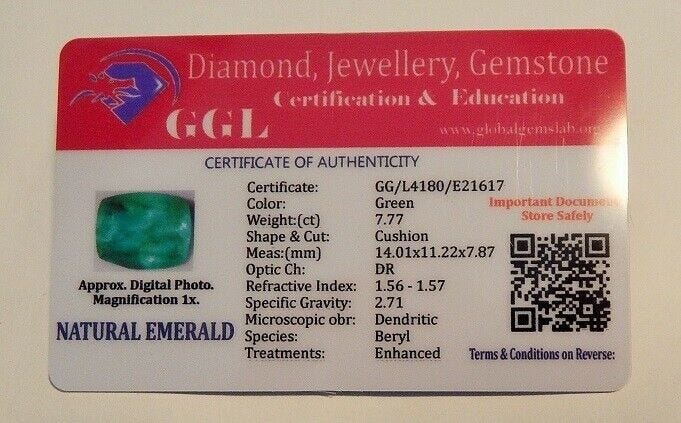 Diamond, Jewellery, Gemstone
Certification & Education
GGL
www.globalgemslab.org
CERTIFICATE OF AUTHENTICITY
Certificate: GG/L4180/E21617
Color: Green
Weight:(ct) 7.77
Shape & Cut: Cushion
Meas:(mm) 14.01x11.22x7.87
Optic Ch: DR
Refractive Index: 1.56 - 1.57
Specific Gravity: 2.71
Microscopic obr: Dendritic
Species: Beryl
Treatments: Enhanced
Important Document
Store Safely
Approx. Digital Photo.
Magnification 1x.
NATURAL EMERALD
Terms & Conditions on Reverse: